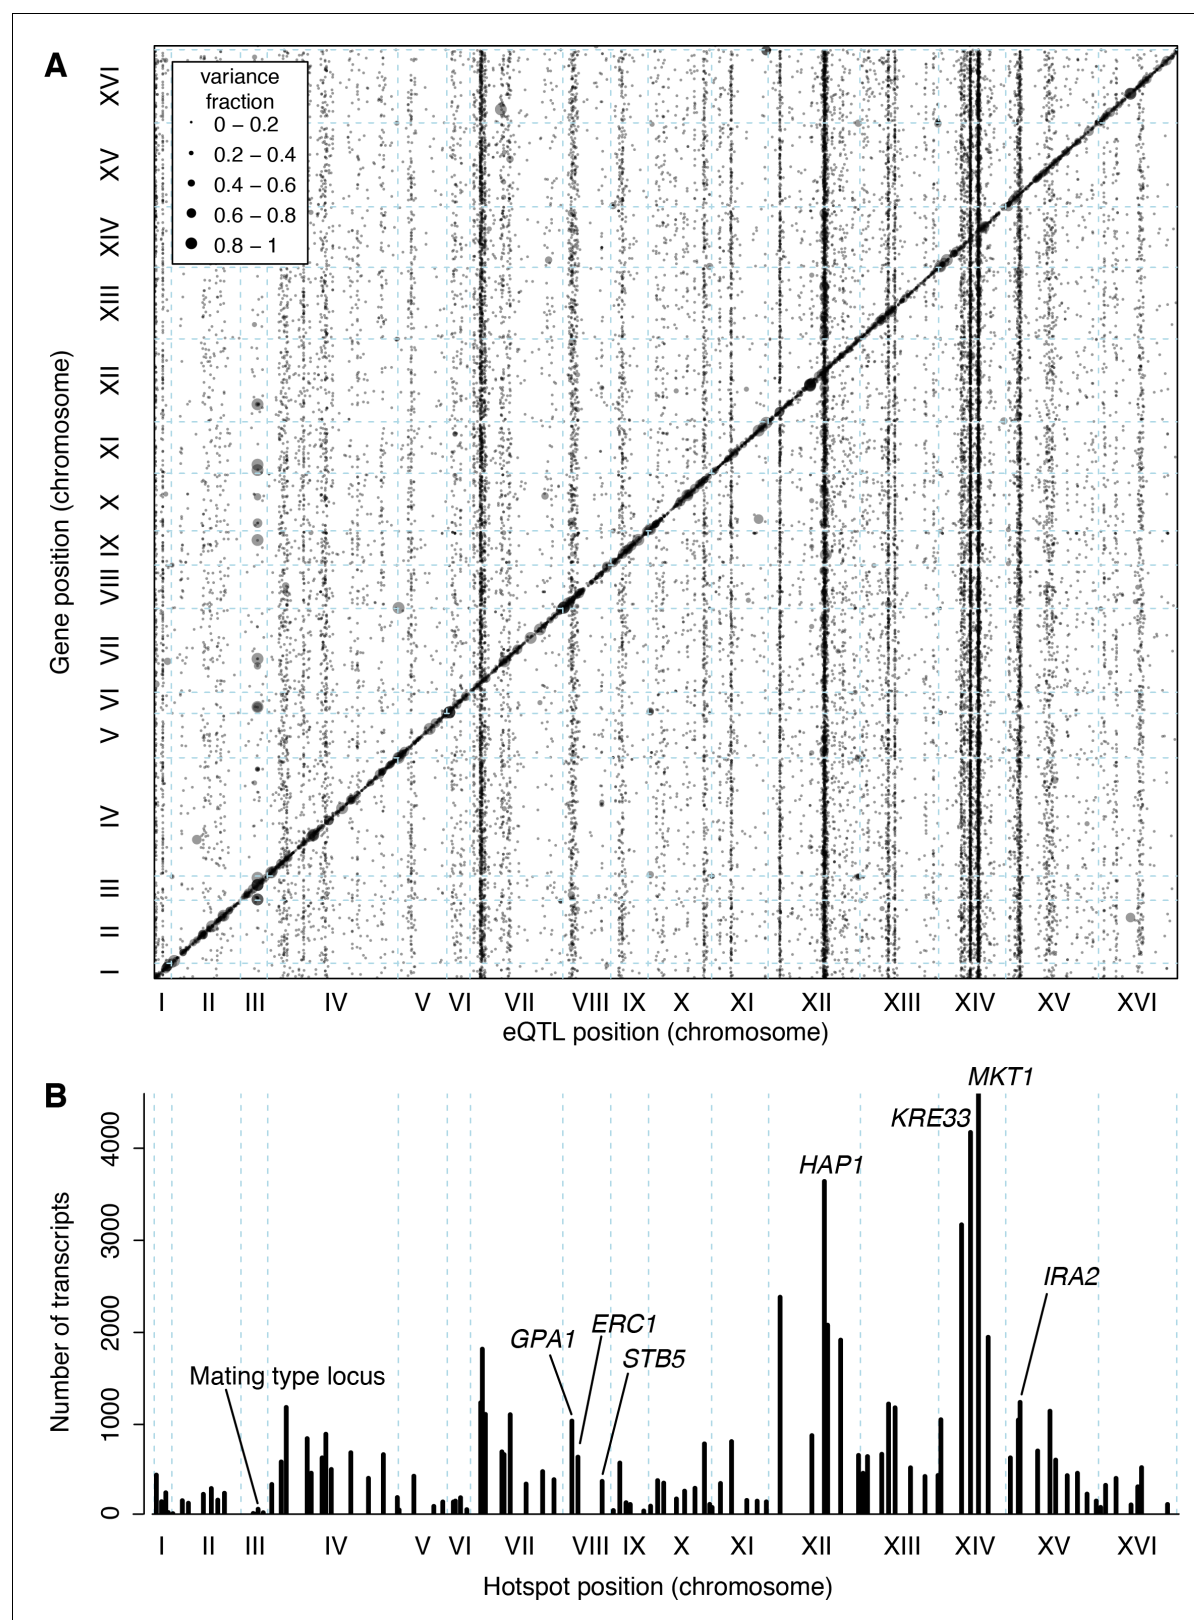 A
variance
fraction
0 – 0.2
0.2 – 0.4
0.4 – 0.6
0.6 – 0.8
0.8 – 1
Gene position (chromosome)
XVI
XV
XIV
XIII
XII
XI
X
IX
VIII
VII
VI
V
IV
III
II
I
I II III IV V VI VII VIII IX X XI XII XIII XIV XV XVI
eQTL position (chromosome)
B
MKT1
KRE33
HAP1
IRA2
ERC1
GPA1
STB5
Mating type locus
Number of transcripts
4000
3000
2000
1000
0
I II III IV V VI VII VIII IX X XI XII XIII XIV XV XVI
Hotspot position (chromosome)